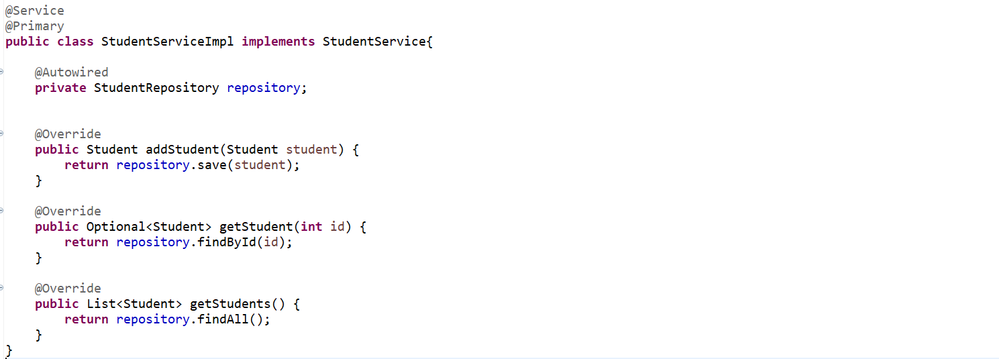 @Service
@Primary
public class StudentServiceImpl implements StudentService{
@Autowired
private StudentRepository repository;
@Override
public Student addStudent(Student student) {
return repository.save(student);
}
@Override
public Optional<Student> getStudent(int id) {
return repository.findById(id);
}
@Override
public List<Student> getStudents() {
return repository.findAll();
}
}